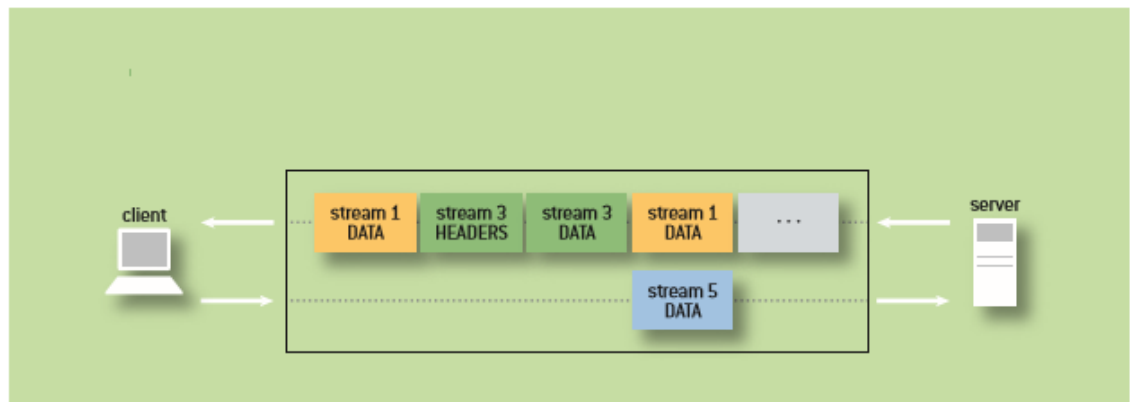 client
server
stream 1
DATA
stream 3
HEADERS
stream 3
DATA
stream 1
DATA
...
stream 5
DATA